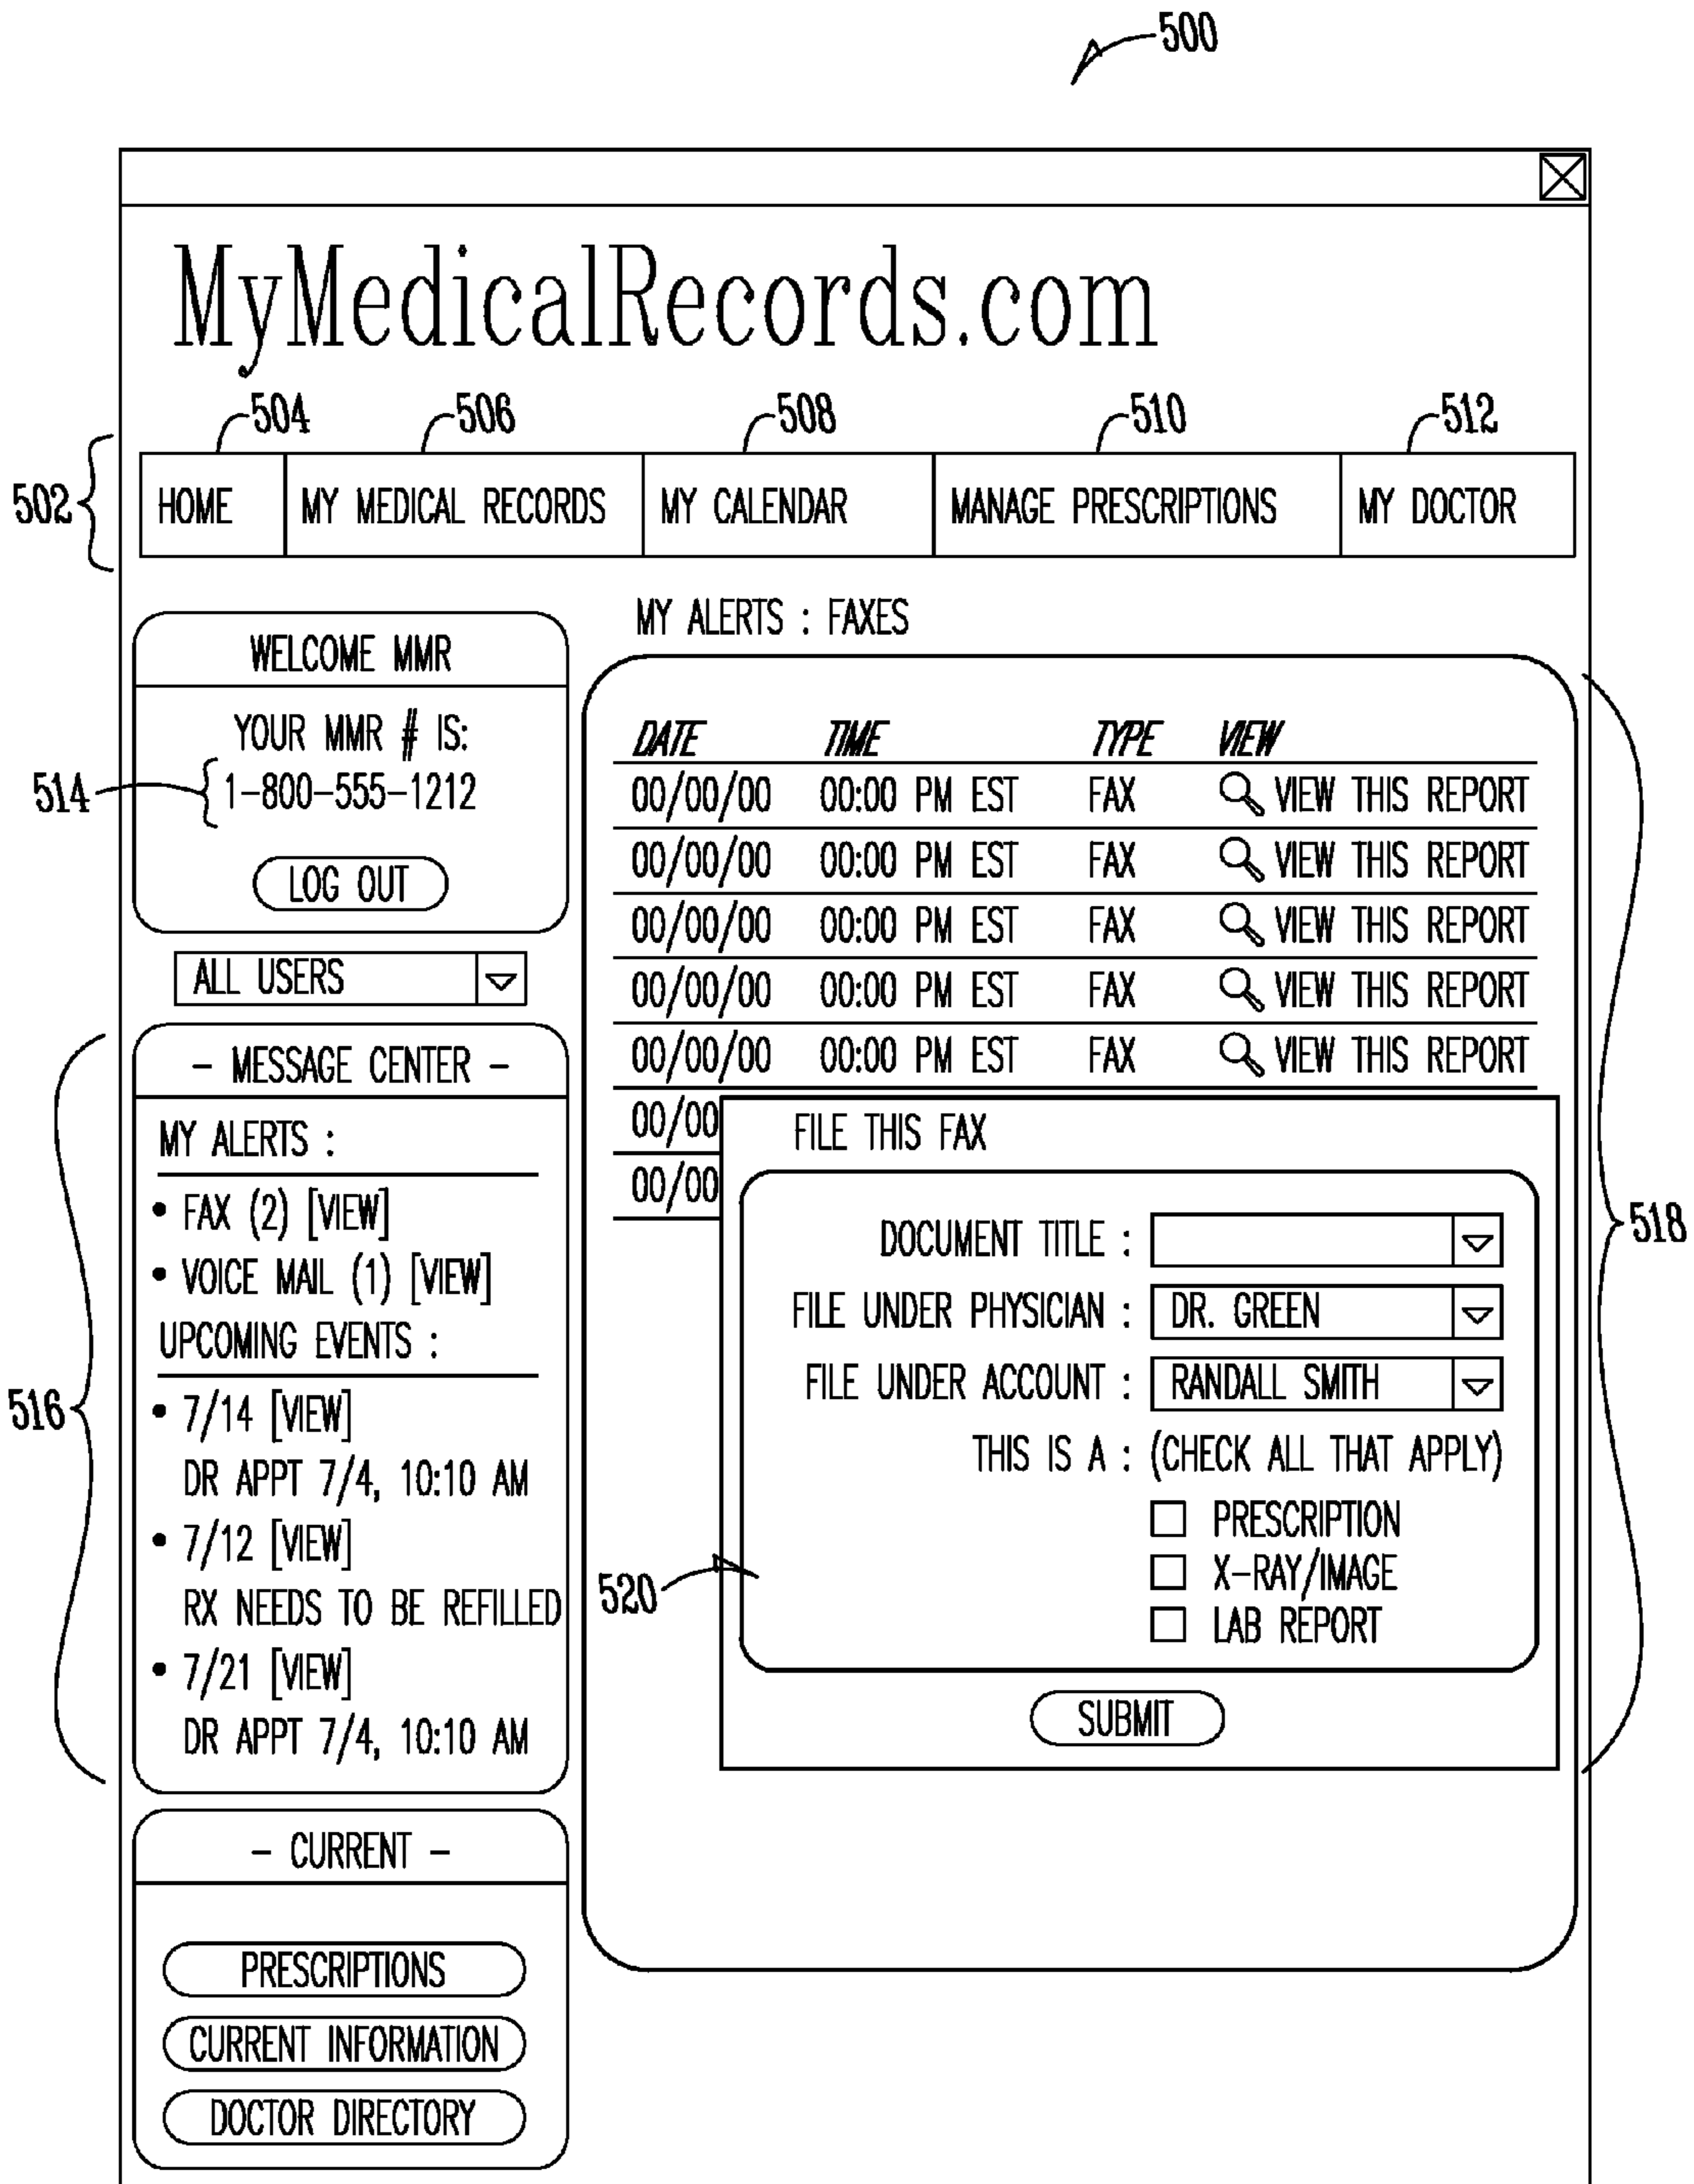 500
MyMedicalRecords.com
504 506 508 510 512
502
HOME MY MEDICAL RECORDS MY CALENDAR MANAGE PRESCRIPTIONS MY DOCTOR
WELCOME MMR
YOUR MMR # IS:
514
1-800-555-1212
LOG OUT
ALL USERS
516
- MESSAGE CENTER -
MY ALERTS :
• FAX (2) [VIEW]
• VOICE MAIL (1) [VIEW]
UPCOMING EVENTS :
• 7/14 [VIEW]
DR APPT 7/4, 10:10 AM
• 7/12 [VIEW]
RX NEEDS TO BE REFILLED
• 7/21 [VIEW]
DR APPT 7/4, 10:10 AM
- CURRENT -
PRESCRIPTIONS
CURRENT INFORMATION
DOCTOR DIRECTORY
MY ALERTS : FAXES
518
DATE TIME TYPE VIEW
00/00/00 00:00 PM EST FAX VIEW THIS REPORT
00/00/00 00:00 PM EST FAX VIEW THIS REPORT
00/00/00 00:00 PM EST FAX VIEW THIS REPORT
00/00/00 00:00 PM EST FAX VIEW THIS REPORT
00/00/00 00:00 PM EST FAX VIEW THIS REPORT
00/00
00/00
FILE THIS FAX
DOCUMENT TITLE :
FILE UNDER PHYSICIAN : DR. GREEN
FILE UNDER ACCOUNT : RANDALL SMITH
THIS IS A : (CHECK ALL THAT APPLY)
PRESCRIPTION
X-RAY/IMAGE
LAB REPORT
520
SUBMIT